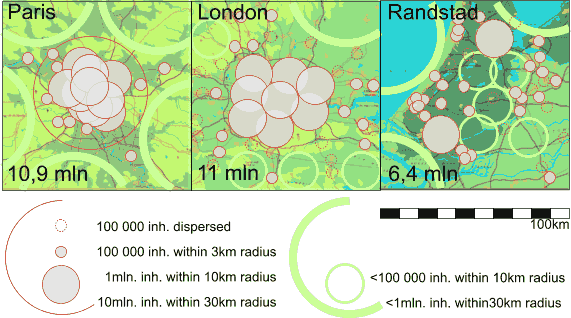 Paris
London
Randstad
10,9 mln
11 mln
6,4 mln
100km
100 000 inh. dispersed
100 000 inh. within 3km radius
1mln. inh. within 10km radius
10mln. inh. within 30km radius
<100 000 inh. within 10km radius
<1mln. inh. within30km radius